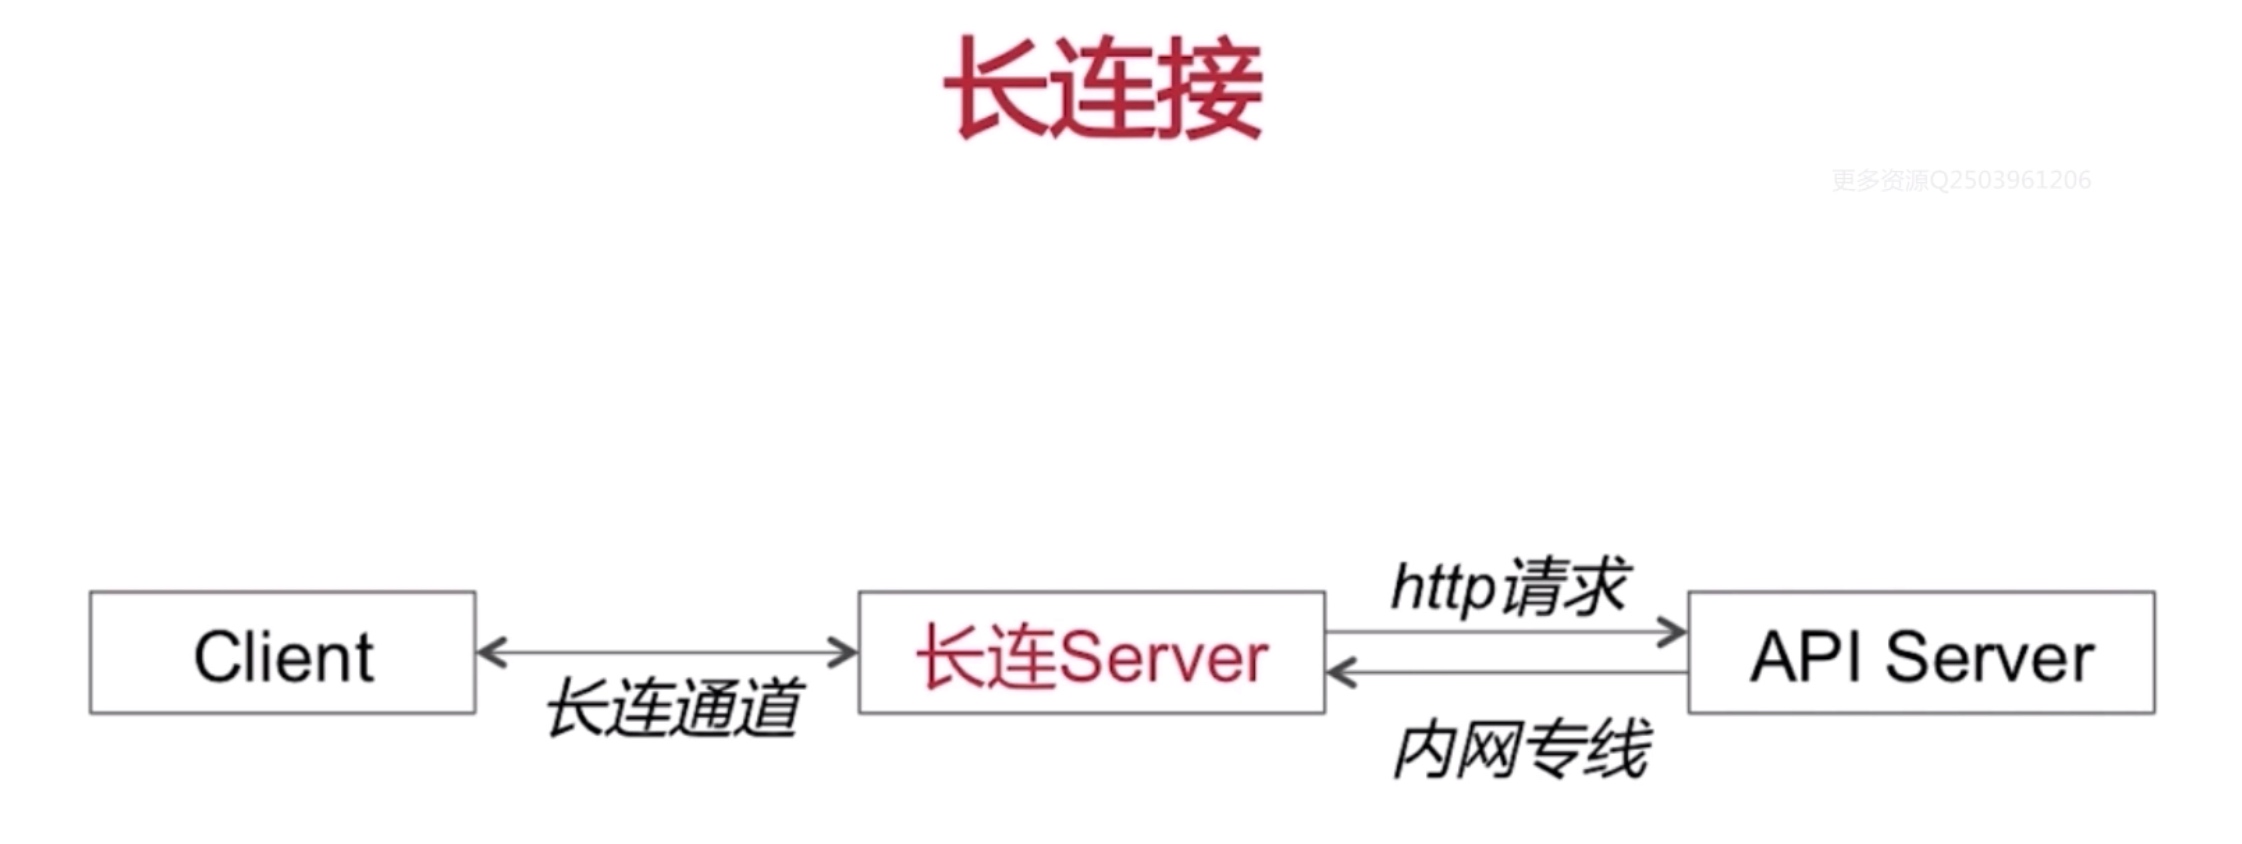 长连接
更多资源Q2503961206
http请求
Client
长连Server
API Server
长连通道
内网专线